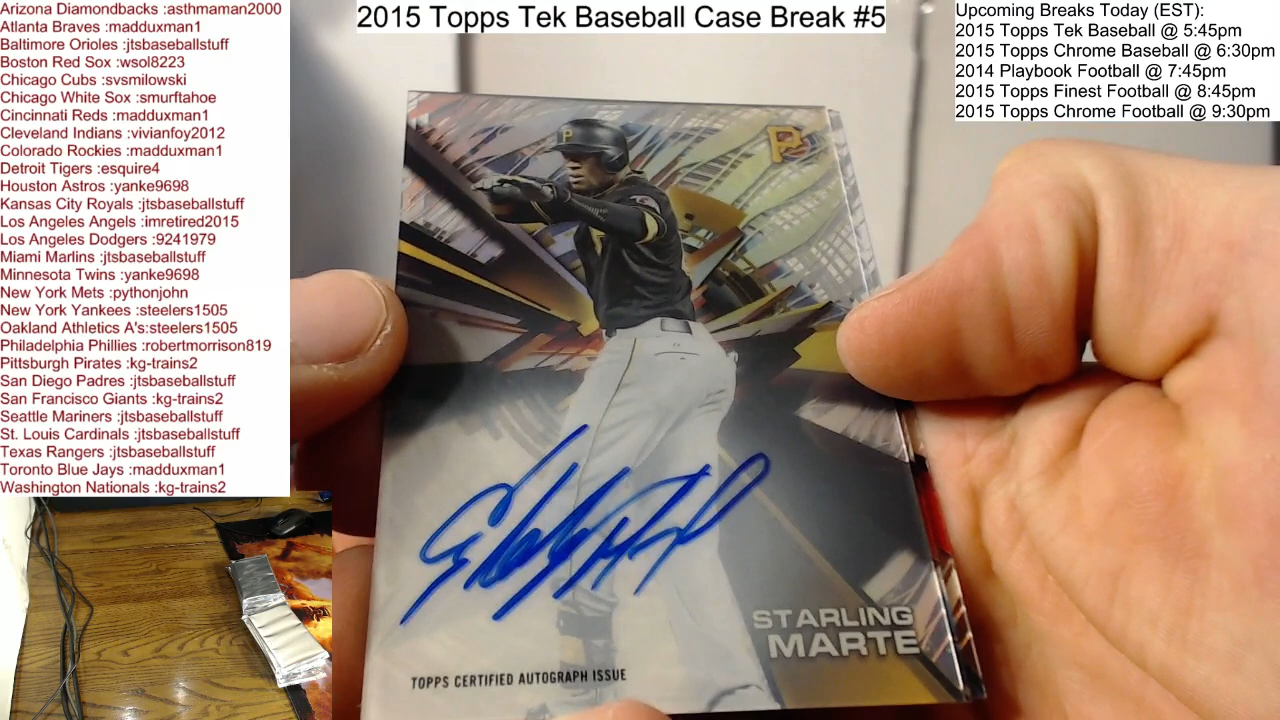 Arizona Diamondbacks :asthmaman2000
Atlanta Braves :madduxman1
Baltimore Orioles :jtsbaseballstuff
Boston Red Sox :wsol8223
Chicago Cubs :svsmilowski
Chicago White Sox :smurftahoe
Cincinnati Reds :madduxman1
Cleveland Indians :vivianfoy2012
Colorado Rockies :madduxman1
Detroit Tigers :esquire4
Houston Astros :yanke9698
Kansas City Royals :jtsbaseballstuff
Los Angeles Angels :imretired2015
Los Angeles Dodgers :9241979
Miami Marlins :jtsbaseballstuff
Minnesota Twins :yanke9698
New York Mets :pythonjohn
New York Yankees :steelers1505
Oakland Athletics A's:steelers1505
Philadelphia Phillies :robertmorrison819
Pittsburgh Pirates :kg-trains2
San Diego Padres :jtsbaseballstuff
San Francisco Giants :kg-trains2
Seattle Mariners :jtsbaseballstuff
St. Louis Cardinals :jtsbaseballstuff
Texas Rangers :jtsbaseballstuff
Toronto Blue Jays :madduxman1
Washington Nationals :kg-trains2
2015 Topps Tek Baseball Case Break #5
Upcoming Breaks Today (EST):
2015 Topps Tek Baseball @ 5:45pm
2015 Topps Chrome Baseball @ 6:30pm
2014 Playbook Football @ 7:45pm
2015 Topps Finest Football @ 8:45pm
2015 Topps Chrome Football @ 9:30pm
P
P
STARLING
MARTE
TOPPS CERTIFIED AUTOGRAPH ISSUE